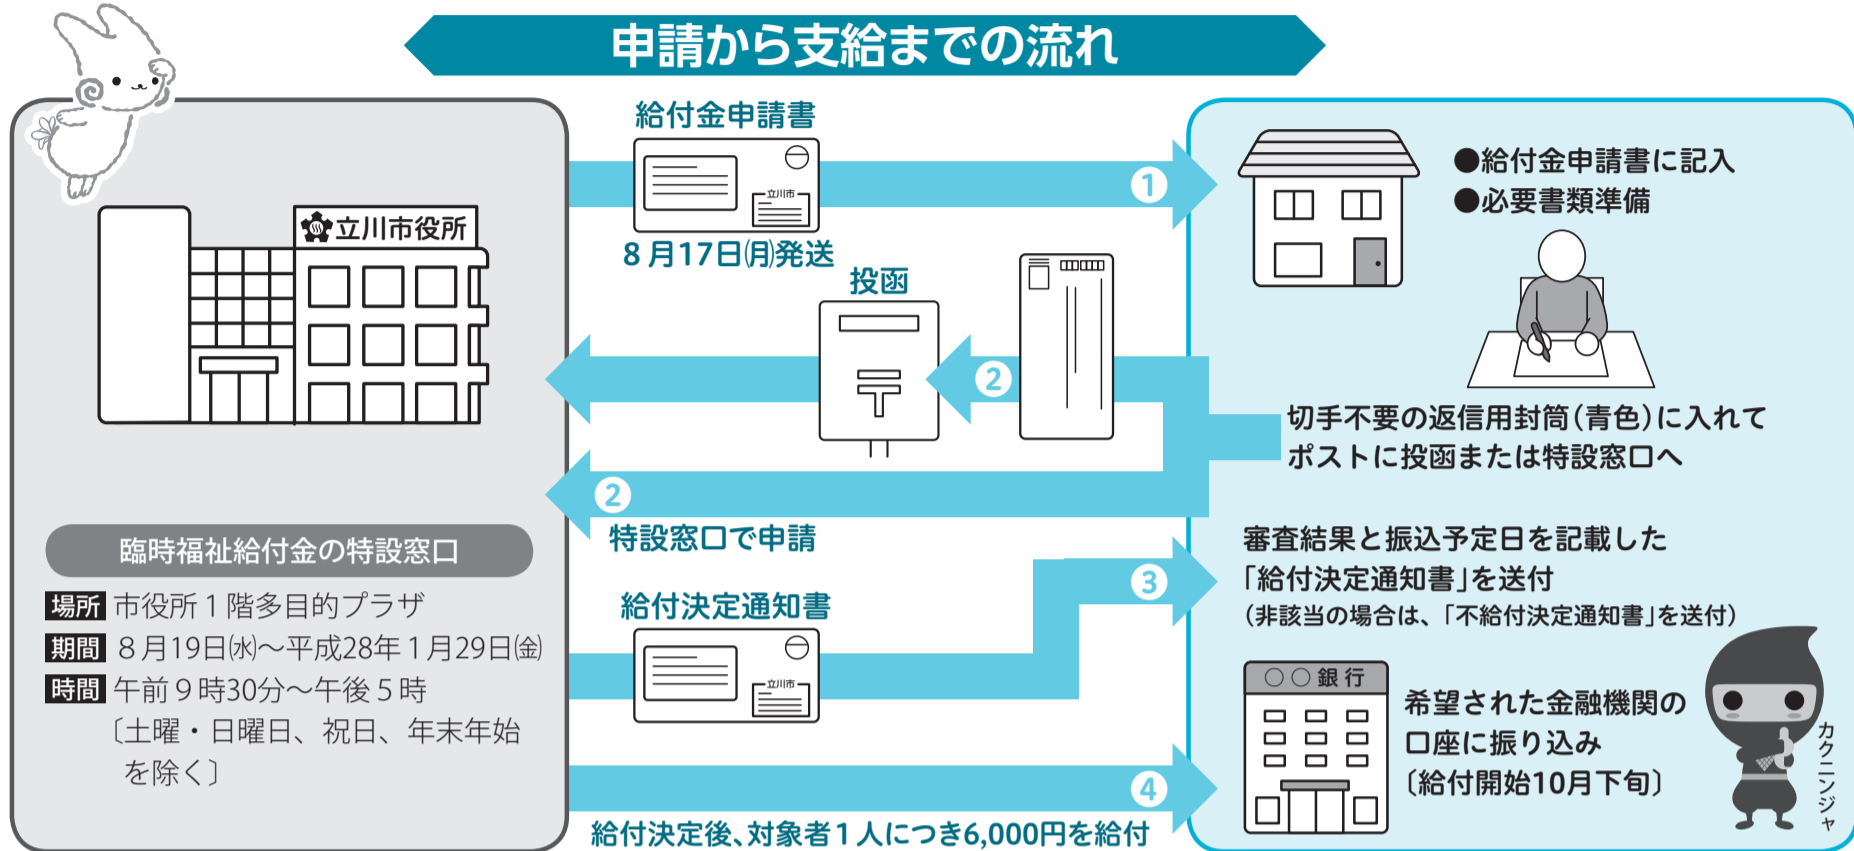 申請から支給までの流れ
立川市役所
臨時福祉給付金の特設窓口
場所 市役所１階多目的プラザ
期間 ８月19日㈬～平成28年１月29日㈮
時間 午前９時30分～午後５時
〔土曜・日曜日、祝日、年末年始
を除く〕
給付金申請書
立川市
８月17日㈪発送
1
●給付金申請書に記入
●必要書類準備
投函
2
切手不要の返信用封筒(青色)に入れて
ポストに投函または特設窓口へ
2
特設窓口で申請
給付決定通知書
立川市
3
審査結果と振込予定日を記載した
「給付決定通知書」を送付
(非該当の場合は、「不給付決定通知書」を送付)
4
給付決定後、対象者１人につき6,000円を給付
〇〇銀行
希望された金融機関の
口座に振り込み
〔給付開始10月下旬〕
カクニンジャ